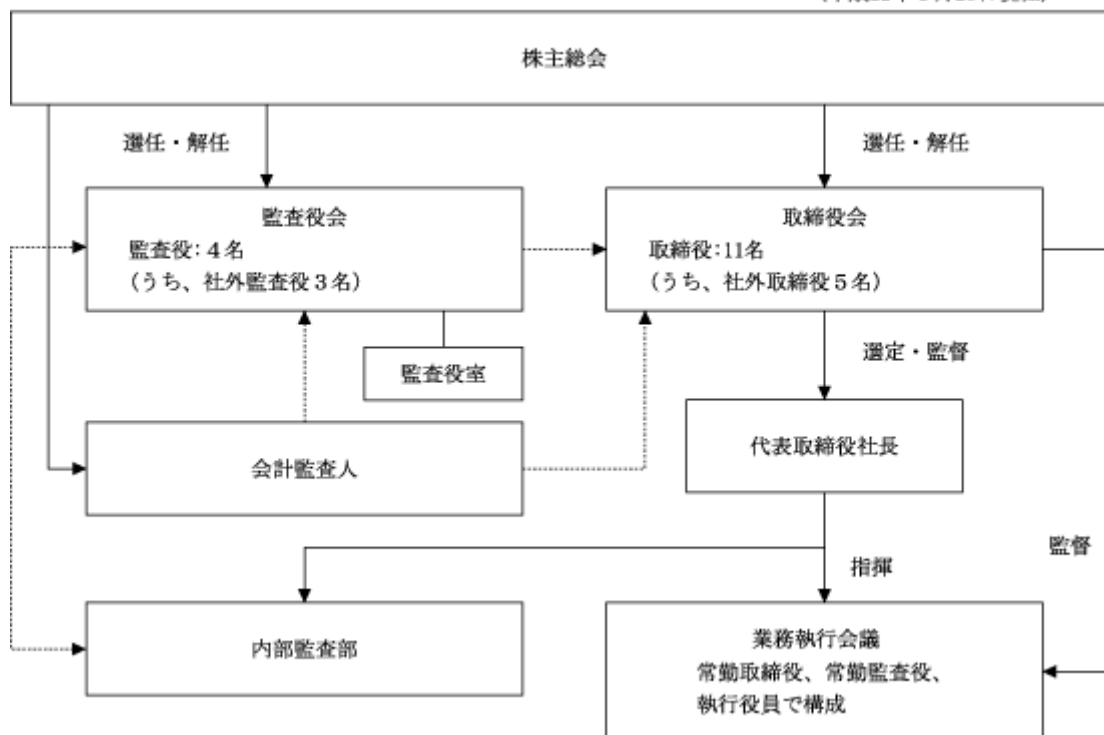 株主総会
選任・解任
選任・解任
監査役会
監査役：４名
（うち、社外監査役３名）
取締役会
取締役：11名
（うち、社外取締役５名）
監査役室
選定・監督
会計監査人
代表取締役社長
監督
指揮
内部監査部
業務執行会議
常勤取締役、常勤監査役、
執行役員で構成